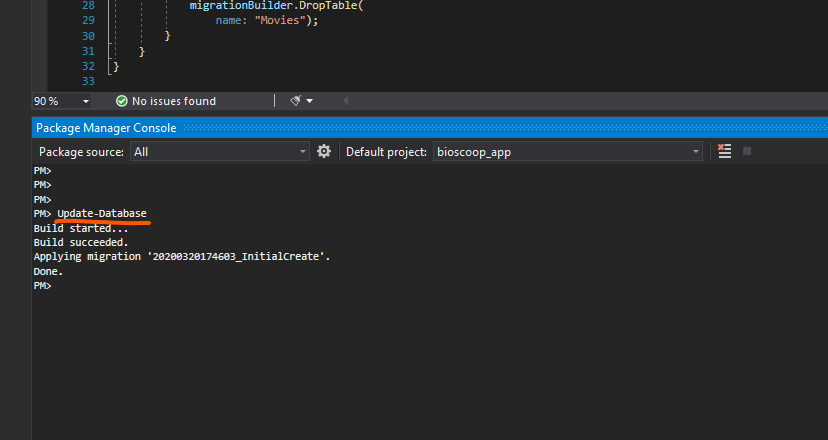 28 migrationBuilder.DropTable(
29 name: "Movies");
30 }
31 }
32 }
33
90 % No issues found
Package Manager Console
Package source: All Default project: bioscoop_app
PM>
PM>
PM>
PM> Update-Database
Build started...
Build succeeded.
Applying migration '20200320174603_InitialCreate'.
Done.
PM>